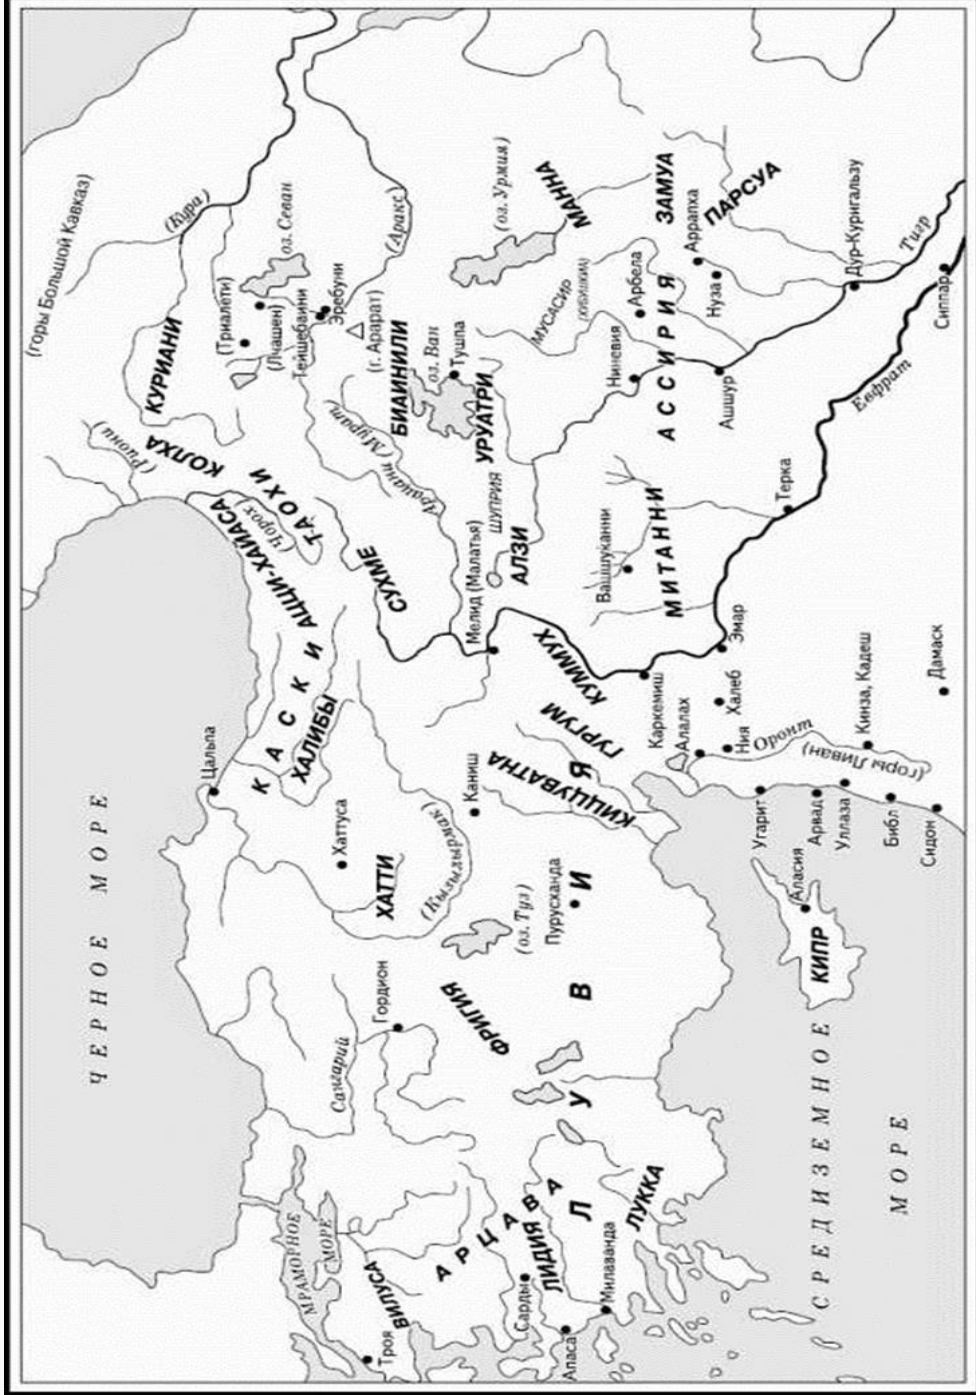 ЧЕРНОЕ МОРЕ
(горы Большой Кавказ)
(Риони)
КОЛХА
КУРИАНИ
(Кура)
(Триалети)
(Лчашен)
оз. Севан
Тейшебаини
Эребуни
(г. Арарат)
(Аракс)
АЦЦИ-ХАЙАСА
(Чорох)
ТАОХИ
Цальпа
КАСКИ
ХАЛИБЫ
СУХМЕ
Арацани (Мурат)
БИАИНИЛИ
оз. Ван
Тушпа
УРУАТРИ
(оз. Урмия)
МАННА
Хаттуса
ХАТТИ
(Кызылырмак)
Каниш
Мелид (Малатья)
ШУПРИЯ
АЛЗИ
МУСАСИР
(ХУБУШКИА)
ЗАМУА
ПАРСУА
Ниневия
Арбела
Аррапха
Нуза
АССИРИЯ
Ашшур
Дур-Куригальзу
Тигр
Сиппар
Евфрат
Терка
Вашшуканни
МИТАННИ
МРАМОРНОЕ
МОРЕ
Сангарий
Гордион
ФРИГИЯ
(оз. Туз)
Пурусханда
КИЦЦУВАТНА
ГУРГУМ
КУММУХ
Каркемиш
Эмар
Халеб
Алалах
Ния
Оронт
(горы Ливан)
Кинза, Кадеш
Дамаск
Троя
ВИЛУСА
АРЦАВА
Сарды
ЛИДИЯ
ЛУВИЯ
ЛУККА
Апаса
Милаванда
Угарит
Арвад
Уллаза
Библ
Сидон
Аласия
КИПР
СРЕДИЗЕМНОЕ
МОРЕ